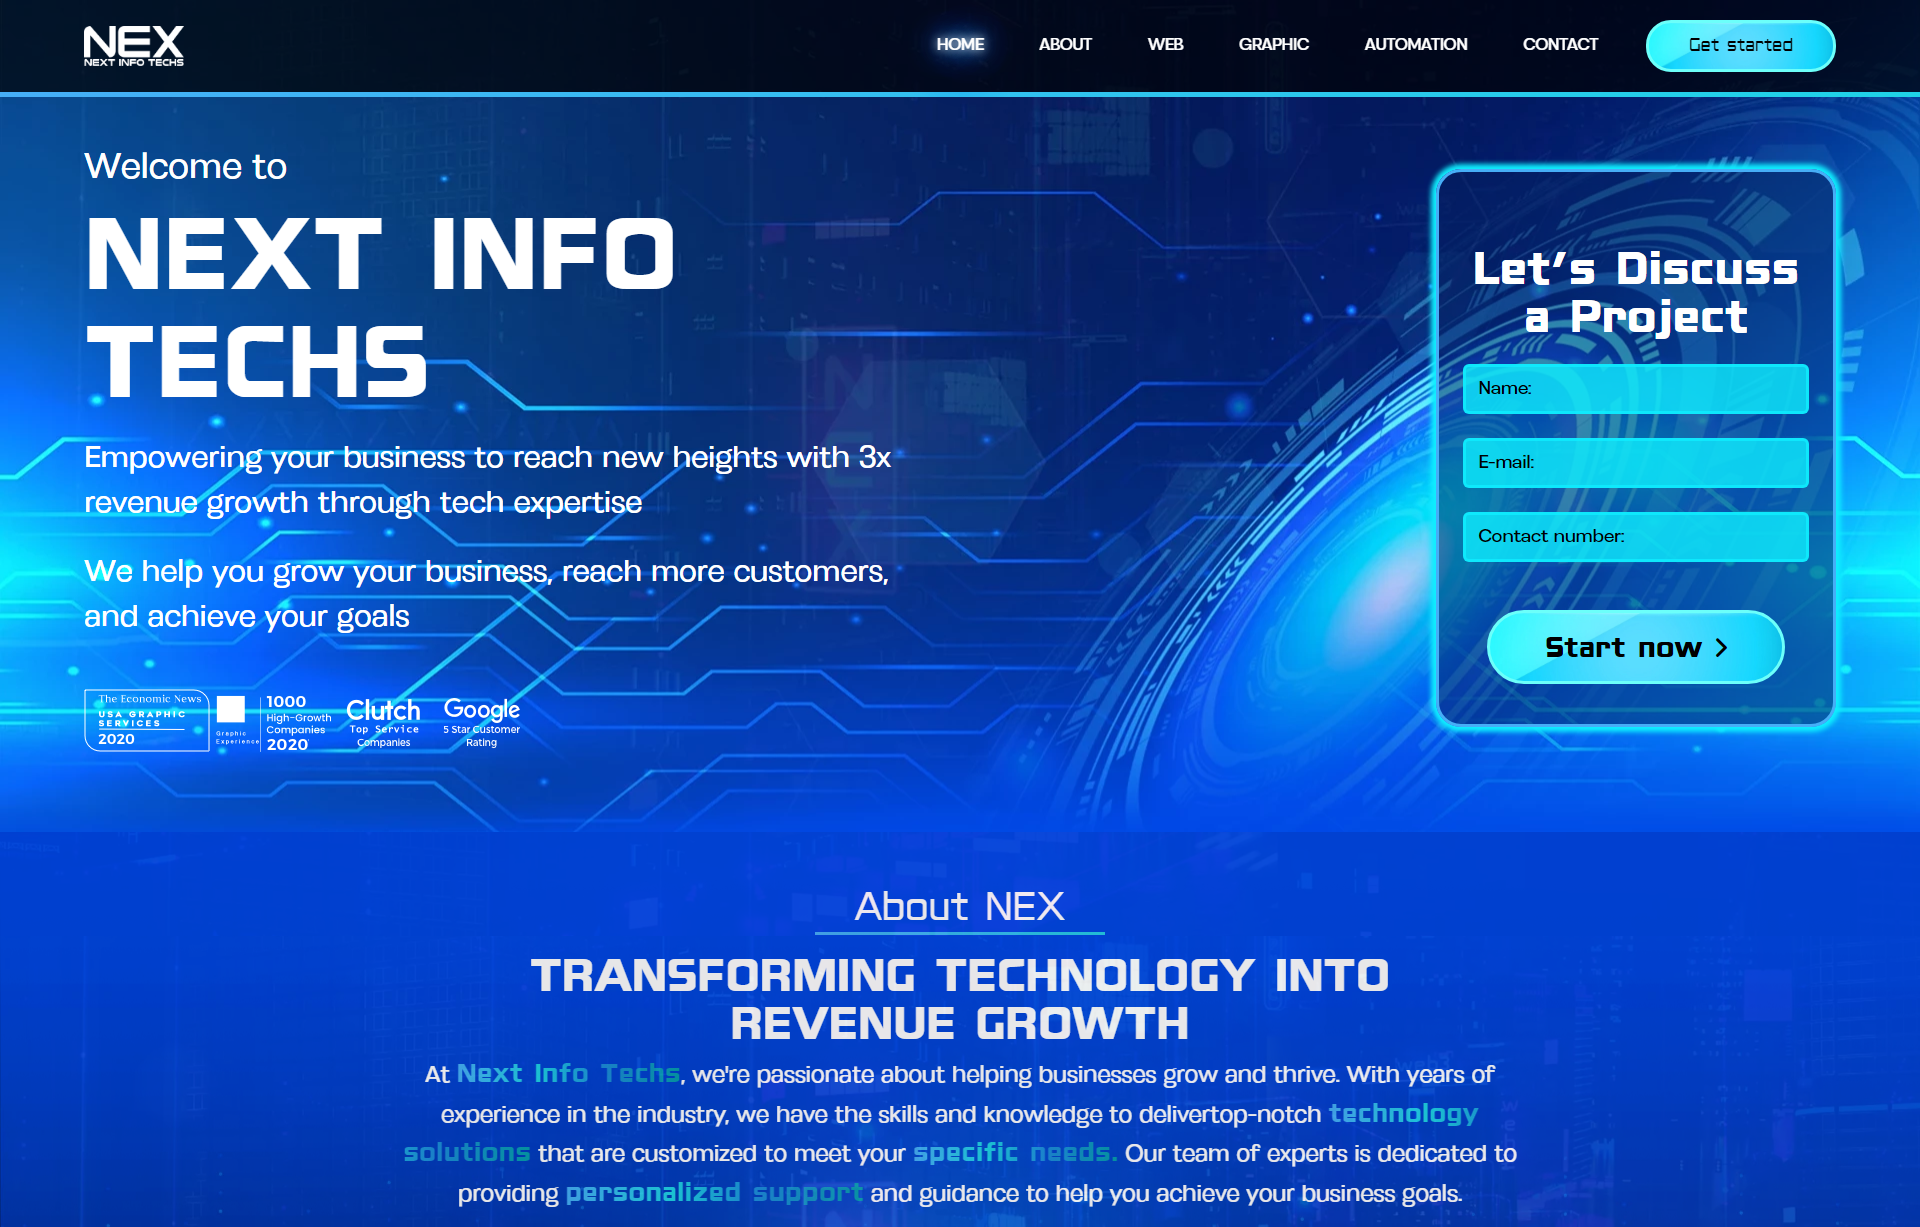 NEX
NEXT INFO TECHS
HOME
ABOUT
WEB
GRAPHIC
AUTOMATION
CONTACT
Get started
Welcome to
NEXT INFO
TECHS
Empowering your business to reach new heights with 3x
revenue growth through tech expertise
We help you grow your business, reach more customers,
and achieve your goals
The Economic News
USA GRAPHIC
SERVICES
2020
Graphic
Experience
1000
High-Growth
Companies
2020
Clutch
Top Service
Companies
Google
5 Star Customer
Rating
Let's Discuss
a Project
Name:
E-mail:
Contact number:
Start now
About NEX
TRANSFORMING TECHNOLOGY INTO
REVENUE GROWTH
At Next Info Techs, we're passionate about helping businesses grow and thrive. With years of
experience in the industry, we have the skills and knowledge to delivertop-notch technology
solutions that are customized to meet your specific needs. Our team of experts is dedicated to
providing personalized support and guidance to help you achieve your business goals.